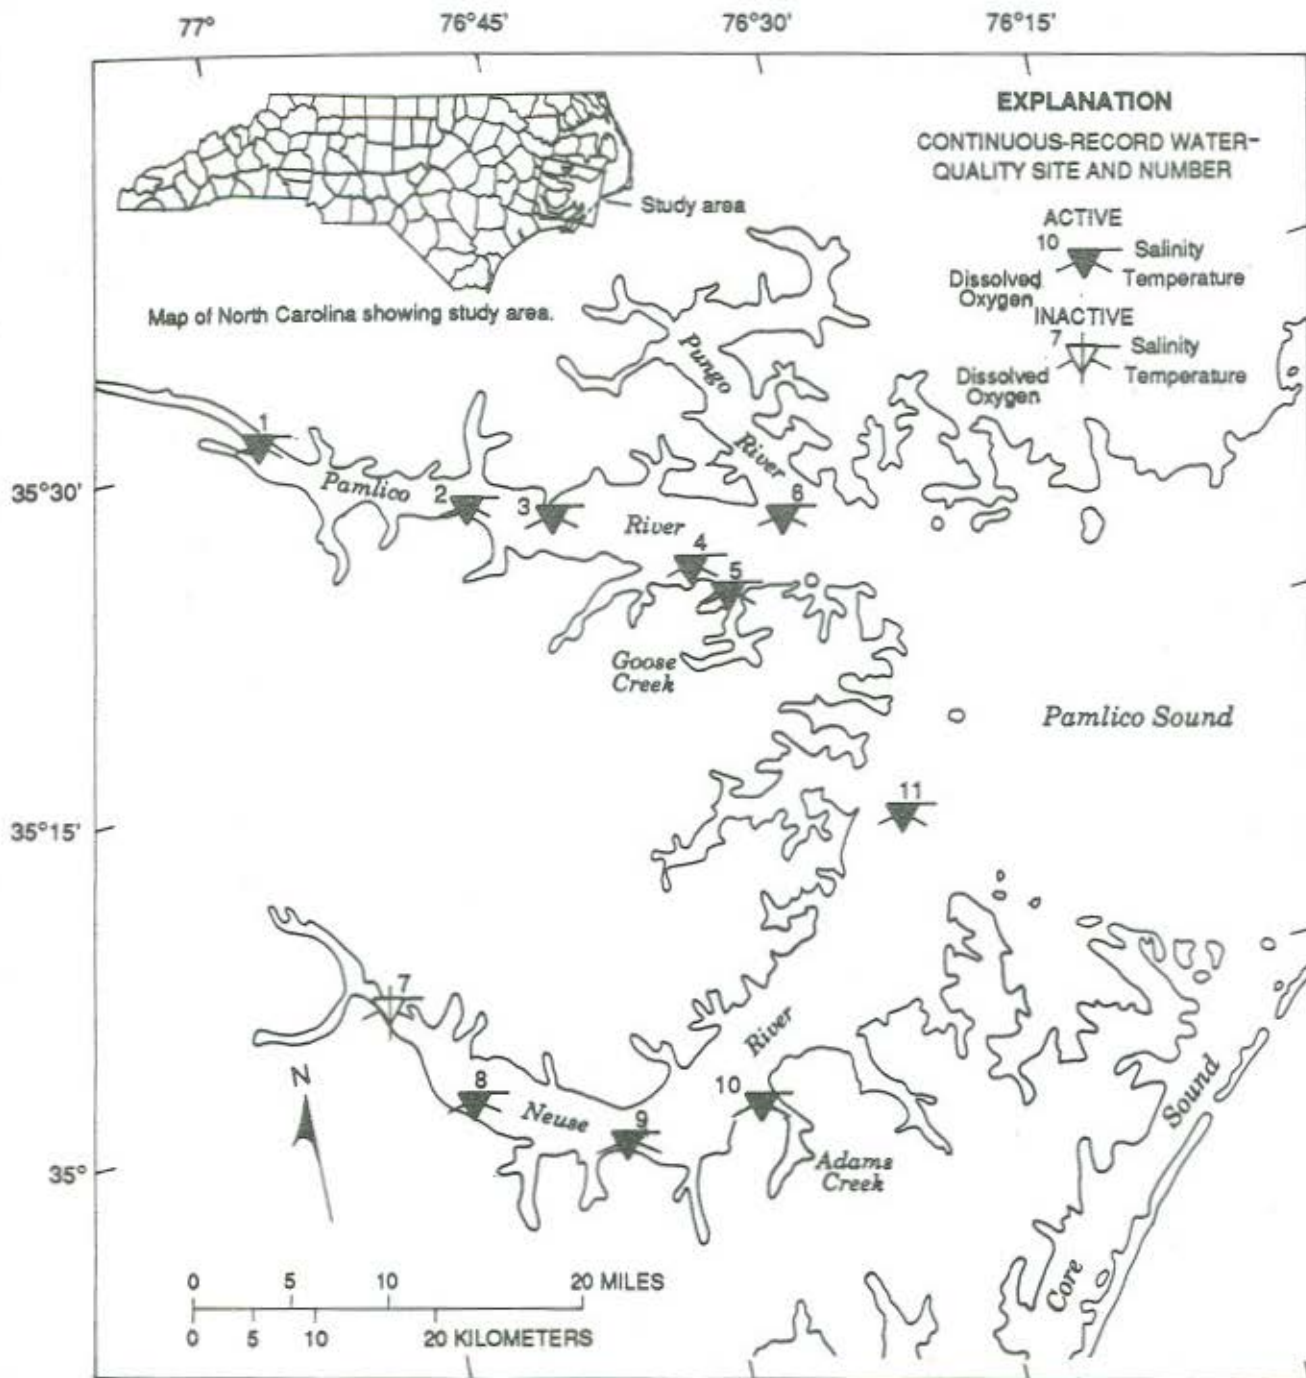 77° 76°45' 76°30' 76°15'
EXPLANATION
CONTINUOUS-RECORD WATER-
QUALITY SITE AND NUMBER
ACTIVE
10 Salinity
Dissolved Temperature
Oxygen
INACTIVE
7 Salinity
Dissolved Temperature
Oxygen
Study area
Map of North Carolina showing study area.
Pungo
River
1
35°30'
Pamlico
2
3
River
6
4
5
Goose
Creek
Pamlico Sound
11
35°15'
7
River
N
8
Neuse
9
10
Adams
Creek
35°
Sound
Core
0 5 10 20 MILES
0 5 10 20 KILOMETERS